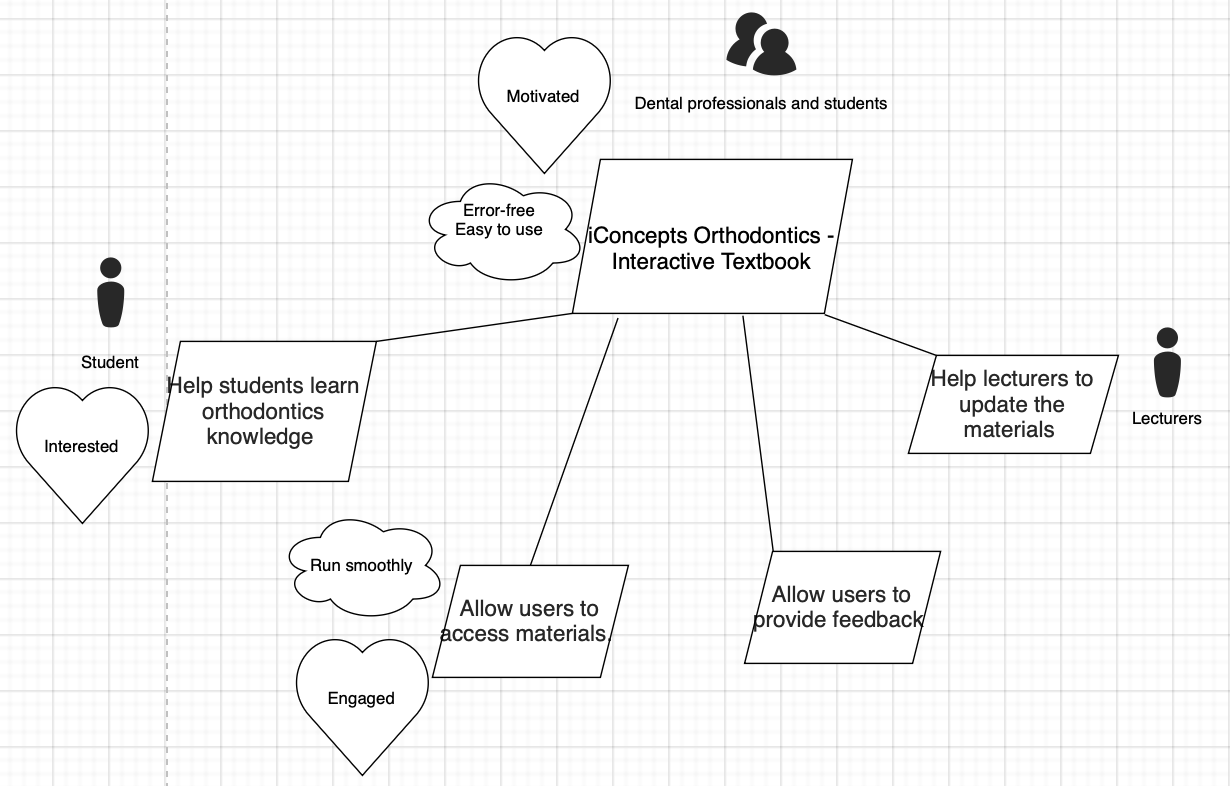 Motivated
Dental professionals and students
Error-free
Easy to use
iConcepts Orthodontics -
Interactive Textbook
Student
Interested
Help students learn
orthodontics
knowledge
Help lecturers to
update the
materials
Lecturers
Run smoothly
Allow users to
access materials.
Engaged
Allow users to
provide feedback